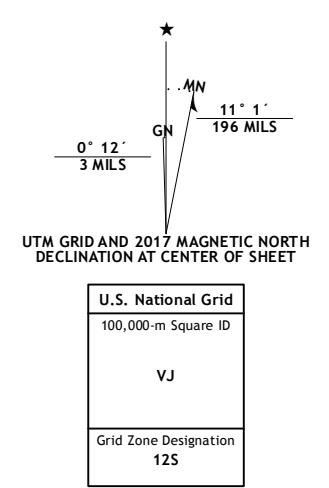 MN
GN
11° 1´
196 MILS
0° 12´
3 MILS
UTM GRID AND 2017 MAGNETIC NORTH
DECLINATION AT CENTER OF SHEET
U.S. National Grid
100,000-m Square ID
VJ
Grid Zone Designation
12S